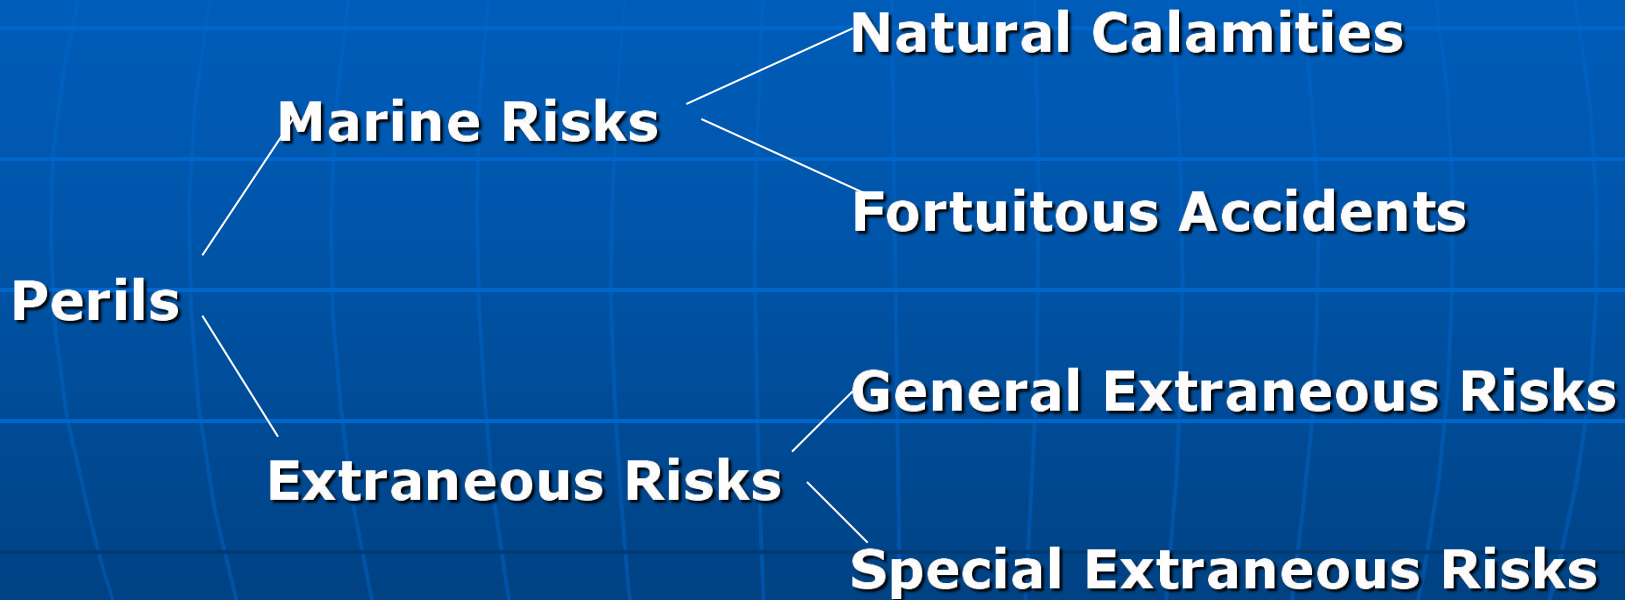 Natural Calamities
Marine Risks
Fortuitous Accidents
Perils
General Extraneous Risks
Extraneous Risks
Special Extraneous Risks